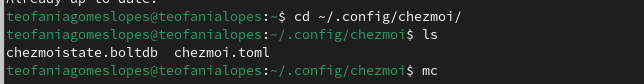 Already up to date.
teofaniagomeslopes@teofanialopes:~$ cd ~/.config/chezmoi/
teofaniagomeslopes@teofanialopes:~/.config/chezmoi$ ls
chezmoistate.boltdb  chezmoi.toml
teofaniagomeslopes@teofanialopes:~/.config/chezmoi$ mc